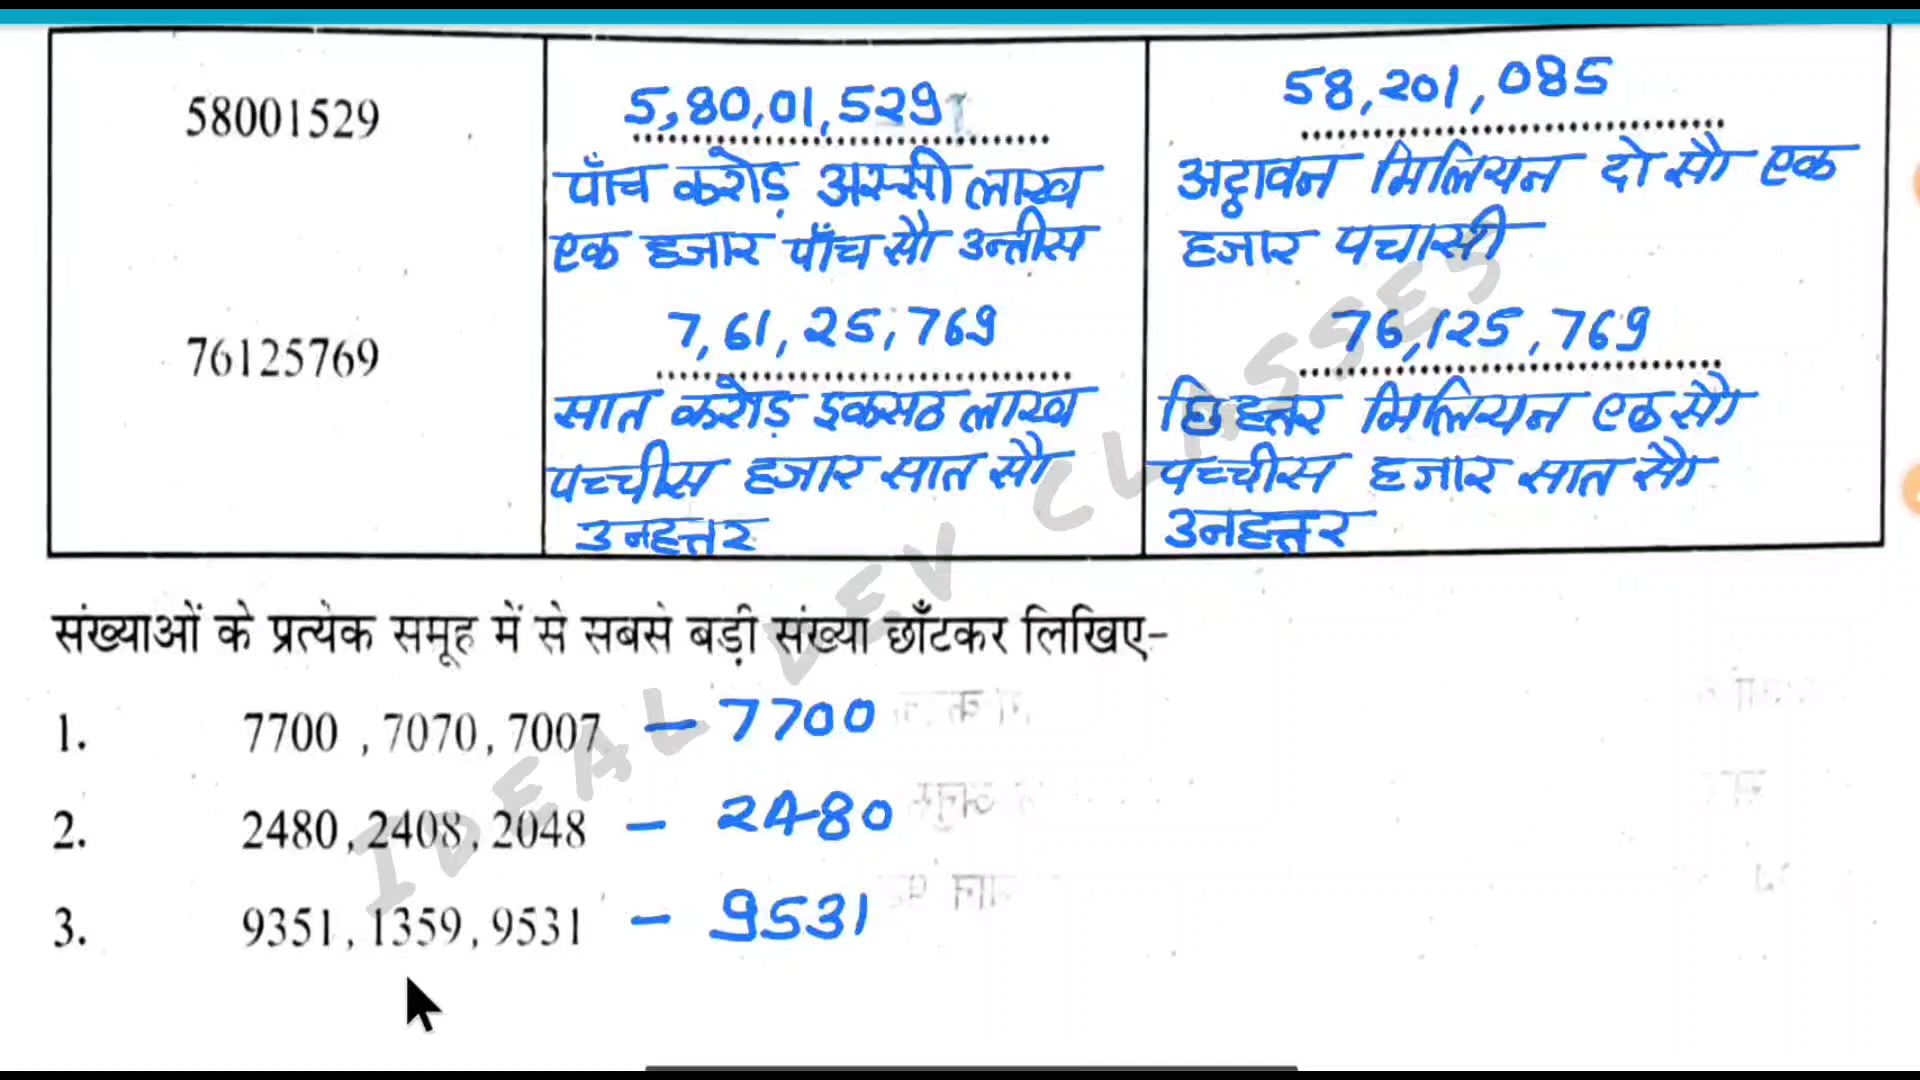 58001529
5,80,01,529
58,201,085
पाँच करोड़ अस्सी लाख
एक हजार पाँच सौ उन्तीस
अट्ठावन मिलियन दो सौ एक
हजार पचासी
76125769
7,61,25,769
76,125,769
सात करोड़ इकसठ लाख
पच्चीस हजार सात सौ
उनहत्तर
छिहत्तर मिलियन एक सौ
पच्चीस हजार सात सौ
उनहत्तर
संख्याओं के प्रत्येक समूह में से सबसे बड़ी संख्या छाँटकर लिखिए-
1. 7700 , 7070, 7007 – 7700
2. 2480, 2408, 2048 – 2480
3. 9351, 1359, 9531 – 9531
IDEAL DEV CLASSES